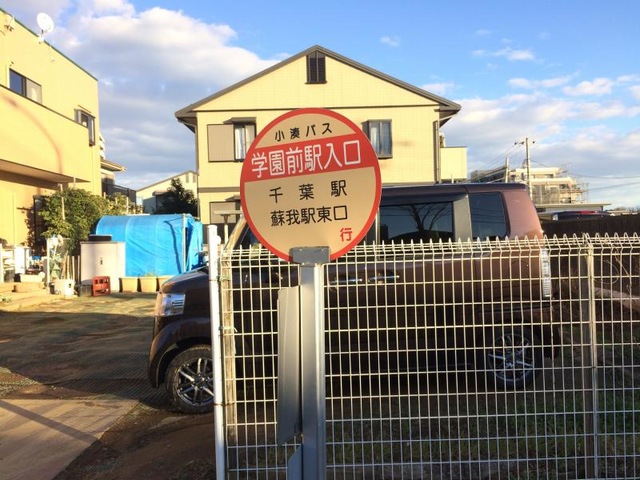 小湊バス
学園前駅入口
千葉駅
蘇我駅東口
行